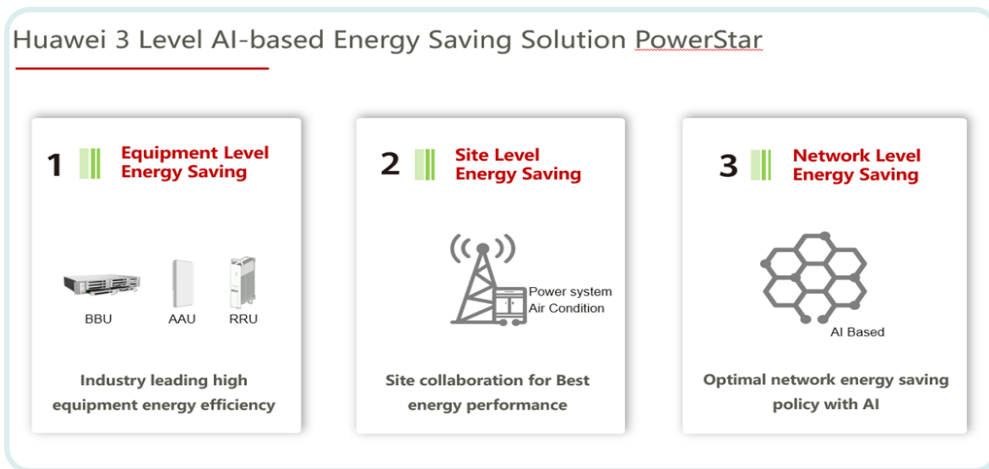 Huawei 3 Level AI-based Energy Saving Solution PowerStar
1
Equipment Level
Energy Saving
BBU
AAU
RRU
Industry leading high
equipment energy efficiency
2
Site Level
Energy Saving
Power system
Air Condition
Site collaboration for Best
energy performance
3
Network Level
Energy Saving
AI Based
Optimal network energy saving
policy with AI